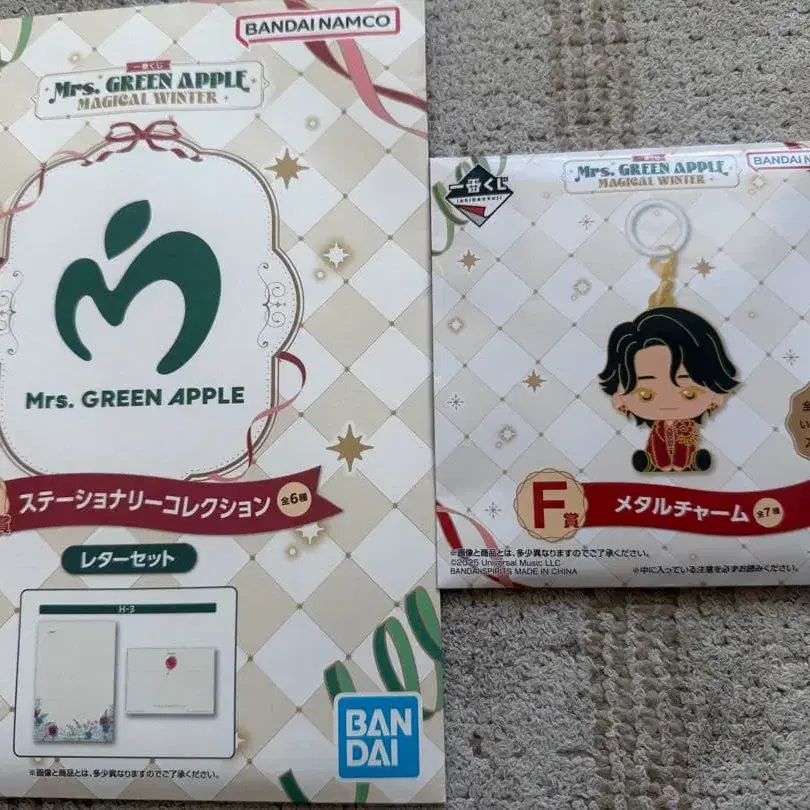 BANDAI NAMCO
一番くじ
Mrs. GREEN APPLE
MAGICAL WINTER
Mrs. GREEN APPLE
賞
ステーショナリーコレクション
全6種
レターセット
H-3
※画像と商品とは、多少異なりますのでご了承ください。
BAN
DAI
一番くじ
ichibankuji
Mrs. GREEN APPLE
MAGICAL WINTER
BANDAI N
F賞
メタルチャーム
全7種
※画像と商品とは、多少異なりますのでご了承ください。
©2025 Universal Music LLC
BANDAI SPIRITS MADE IN CHINA
※中に入っている注意を必ずお読みください。